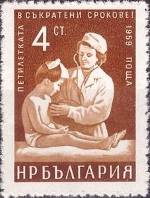 ПЕТИЛЕТКАТА
В СЪКРАТЕНИ СРОКОВЕ!
1959 ПОЩА
4 СТ.
НР БЪЛГАРИЯ